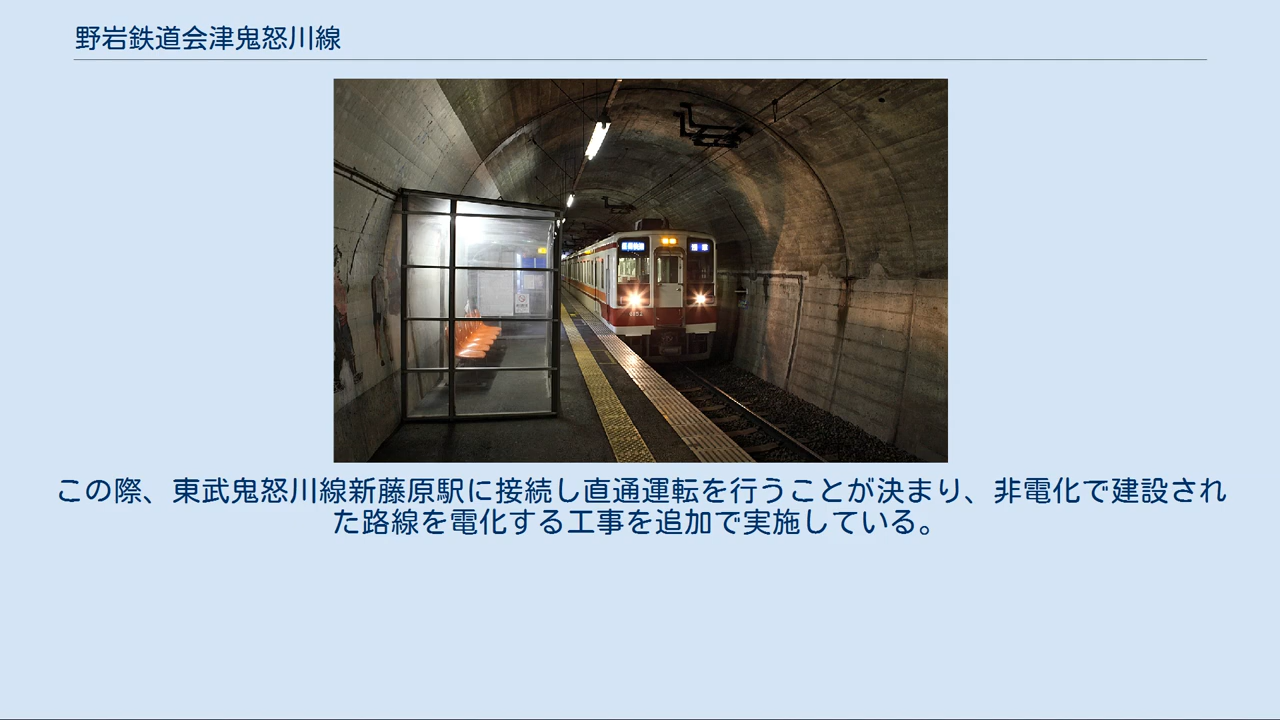 野岩鉄道会津鬼怒川線
この際、東武鬼怒川線新藤原駅に接続し直通運転を行うことが決まり、非電化で建設され
た路線を電化する工事を追加で実施している。